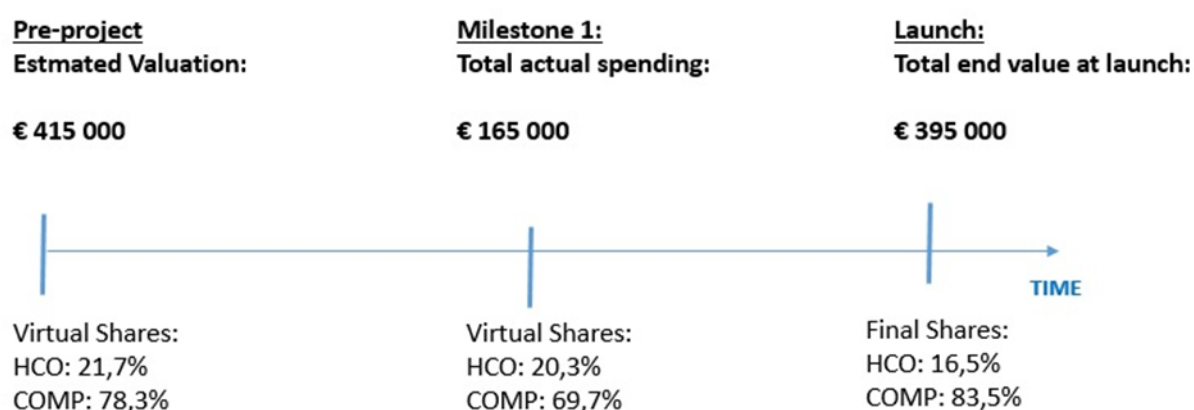 Pre-project
Estmated Valuation:
€ 415 000
Milestone 1:
Total actual spending:
€ 165 000
Launch:
Total end value at launch:
€ 395 000
TIME
Virtual Shares:
HCO: 21,7%
COMP: 78,3%
Virtual Shares:
HCO: 20,3%
COMP: 69,7%
Final Shares:
HCO: 16,5%
COMP: 83,5%